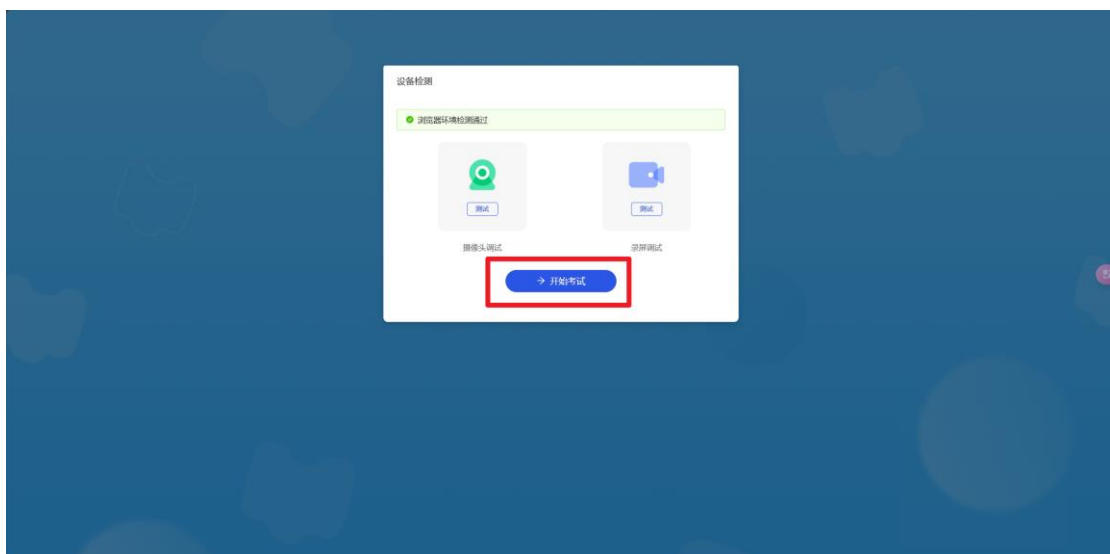 设备检测
浏览器环境检测通过
测试
测试
摄像头调试
录屏调试
→ 开始考试